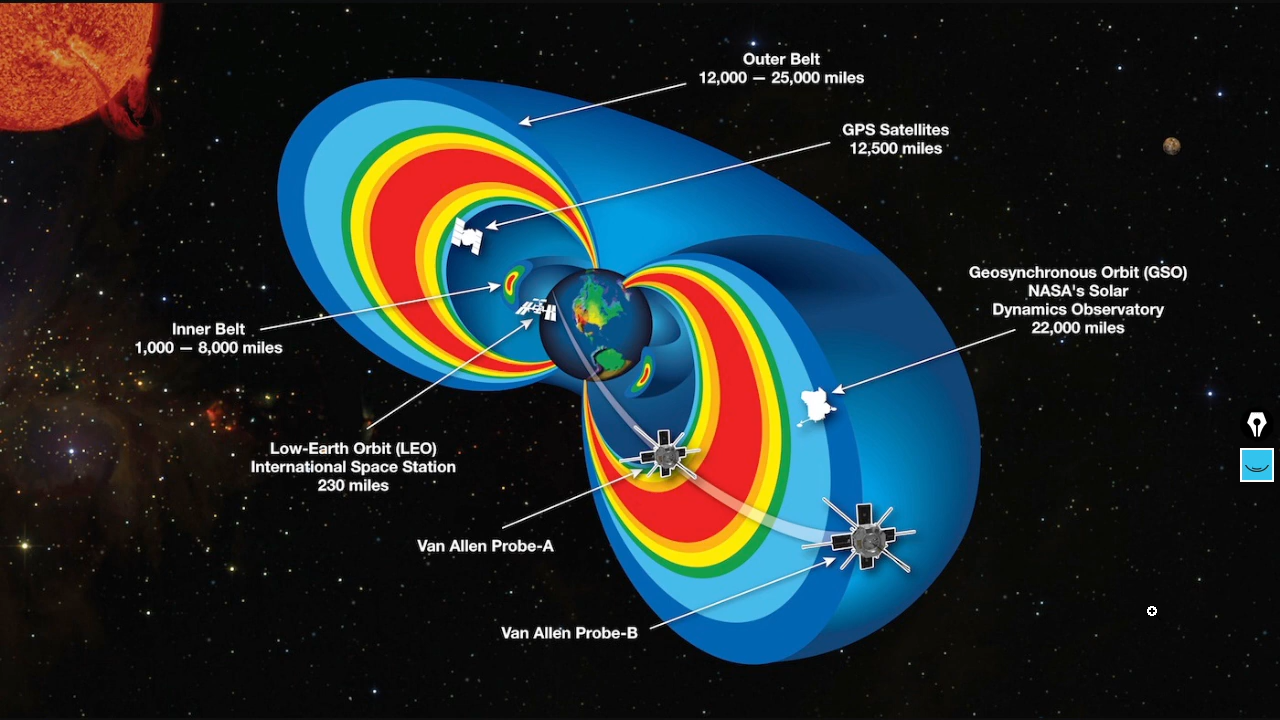 Outer Belt
12,000 — 25,000 miles
GPS Satellites
12,500 miles
Geosynchronous Orbit (GSO)
NASA's Solar
Dynamics Observatory
22,000 miles
Inner Belt
1,000 — 8,000 miles
Low-Earth Orbit (LEO)
International Space Station
230 miles
Van Allen Probe-A
Van Allen Probe-B